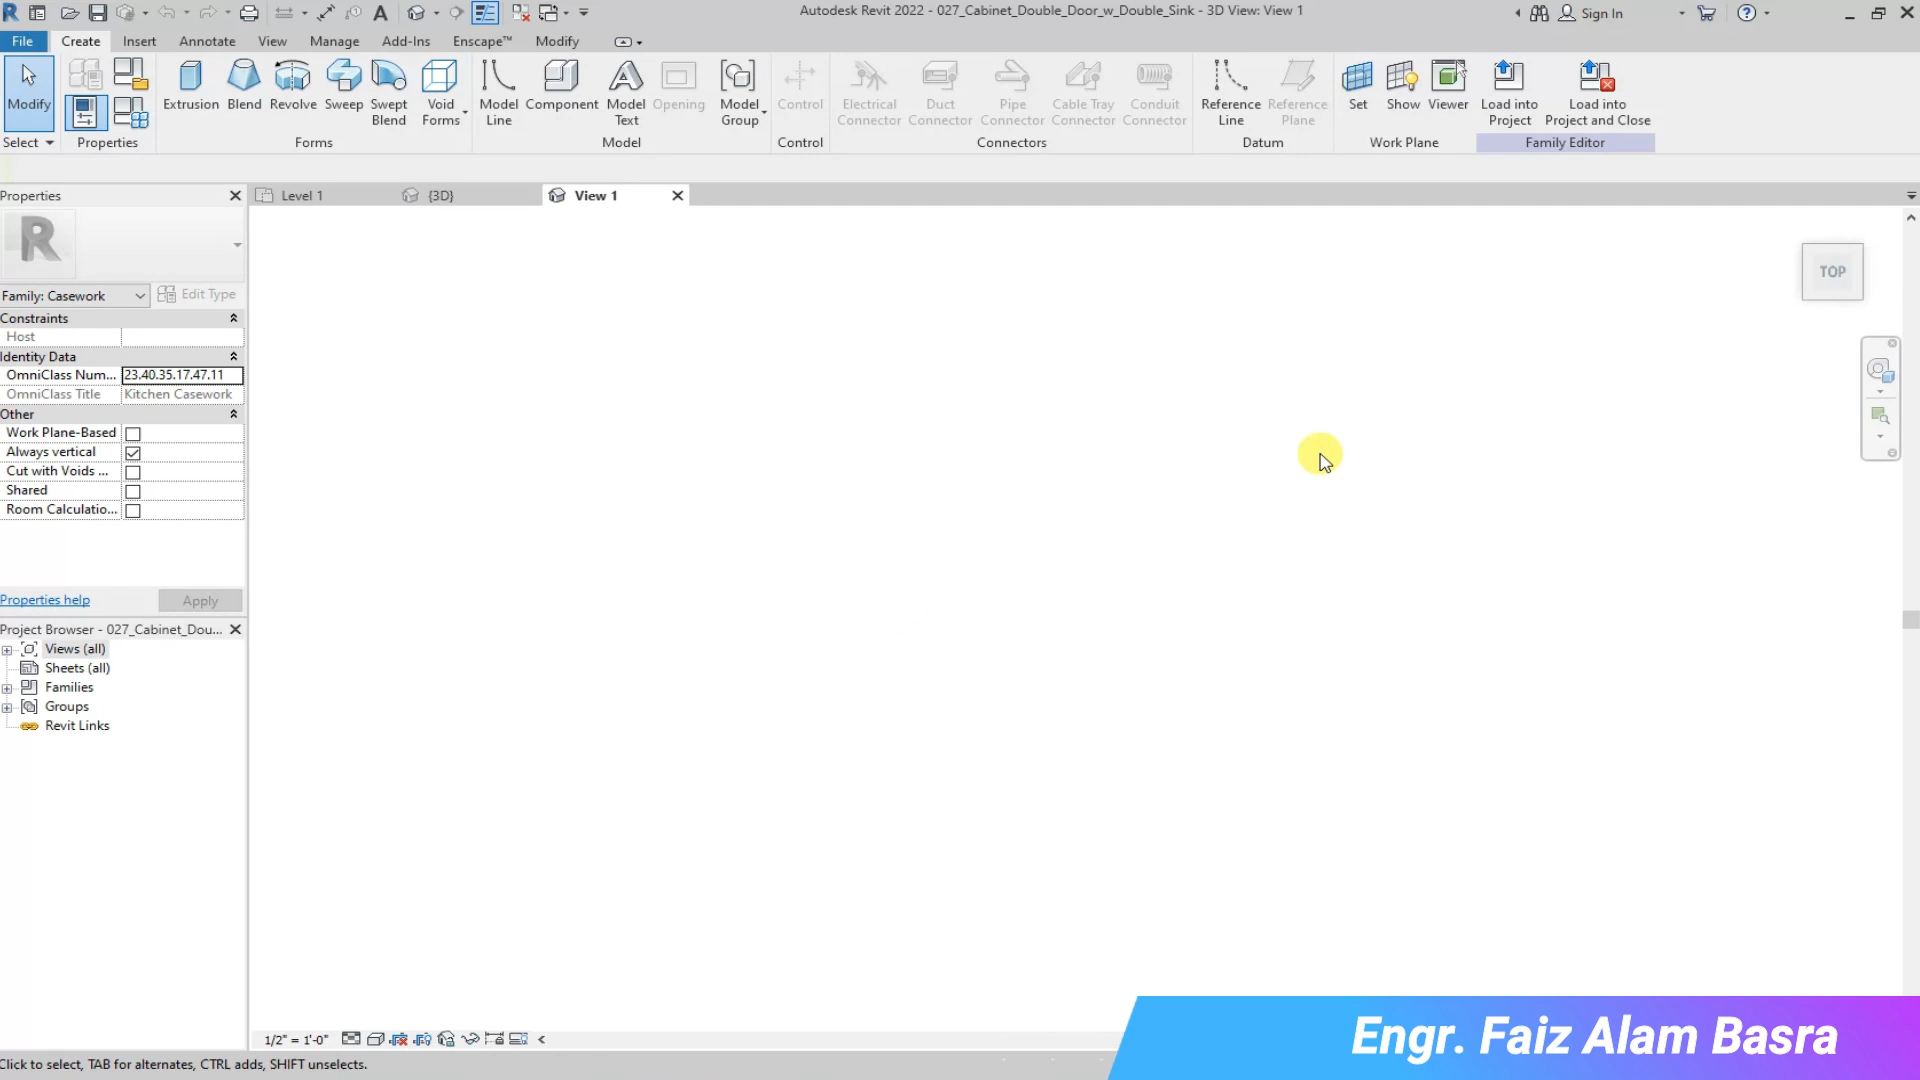 Autodesk Revit 2022 - 027_Cabinet_Double_Door_w_Double_Sink - 3D View: View 1
Sign In
File
Create
Insert
Annotate
View
Manage
Add-Ins
Enscape™
Modify
Modify
Extrusion
Blend
Revolve
Sweep
Swept
Blend
Void
Forms
Model
Line
Component
Model
Text
Opening
Model
Group
Control
Electrical
Connector
Duct
Connector
Pipe
Connector
Cable Tray
Connector
Conduit
Connector
Reference
Line
Reference
Plane
Set
Show
Viewer
Load into
Project
Load into
Project and Close
Select
Properties
Forms
Model
Control
Connectors
Datum
Work Plane
Family Editor
Properties
Level 1
{3D}
View 1
TOP
Family: Casework
Edit Type
Constraints
Host
Identity Data
OmniClass Num... 23.40.35.17.47.11
OmniClass Title Kitchen Casework
Other
Work Plane-Based
Always vertical
Cut with Voids ...
Shared
Room Calculatio...
Properties help
Apply
Project Browser - 027_Cabinet_Dou...
Views (all)
Sheets (all)
Families
Groups
Revit Links
1/2" = 1'-0"
Click to select, TAB for alternates, CTRL adds, SHIFT unselects.
Engr. Faiz Alam Basra